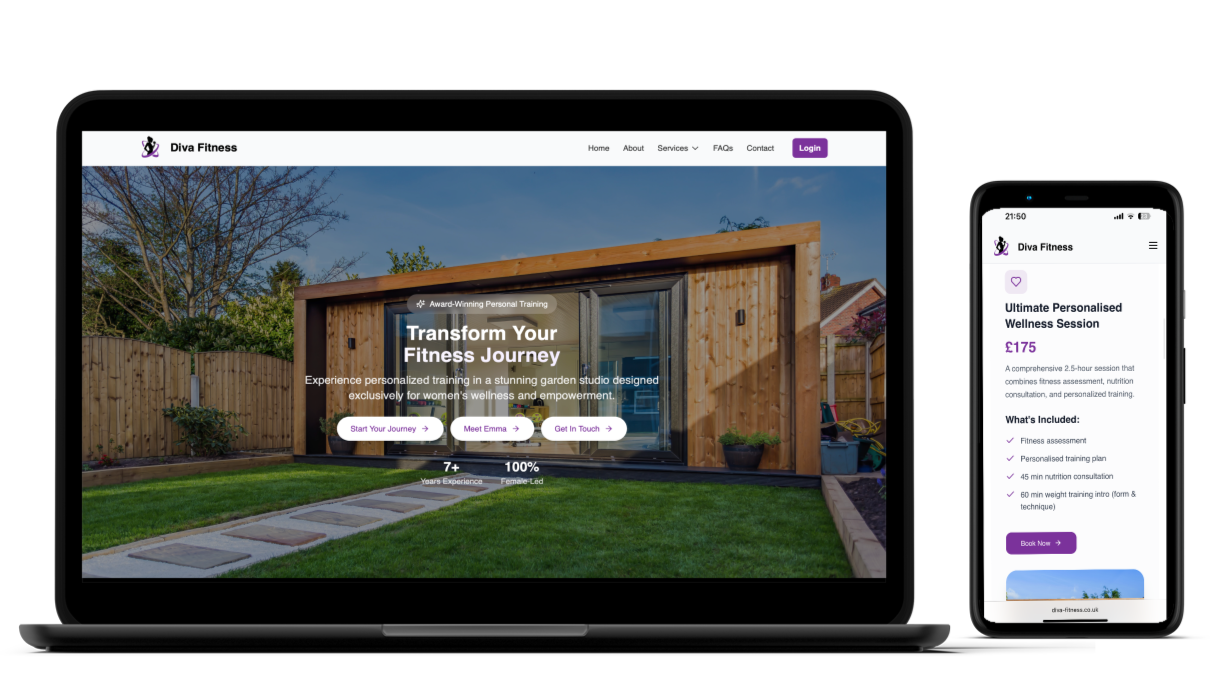 Diva Fitness
Home About Services FAQs Contact Login
Award-Winning Personal Training
Transform Your
Fitness Journey
Experience personalized training in a stunning garden studio designed
exclusively for women's wellness and empowerment.
Start Your Journey → Meet Emma → Get In Touch →
7+ 100%
Years Experience Female-Led
21:50
Diva Fitness
Ultimate Personalised
Wellness Session
£175
A comprehensive 2.5-hour session that
combines fitness assessment, nutrition
consultation, and personalized training.
What's Included:
Fitness assessment
Personalised training plan
45 min nutrition consultation
60 min weight training intro (form &
technique)
Book Now →
diva-fitness.co.uk